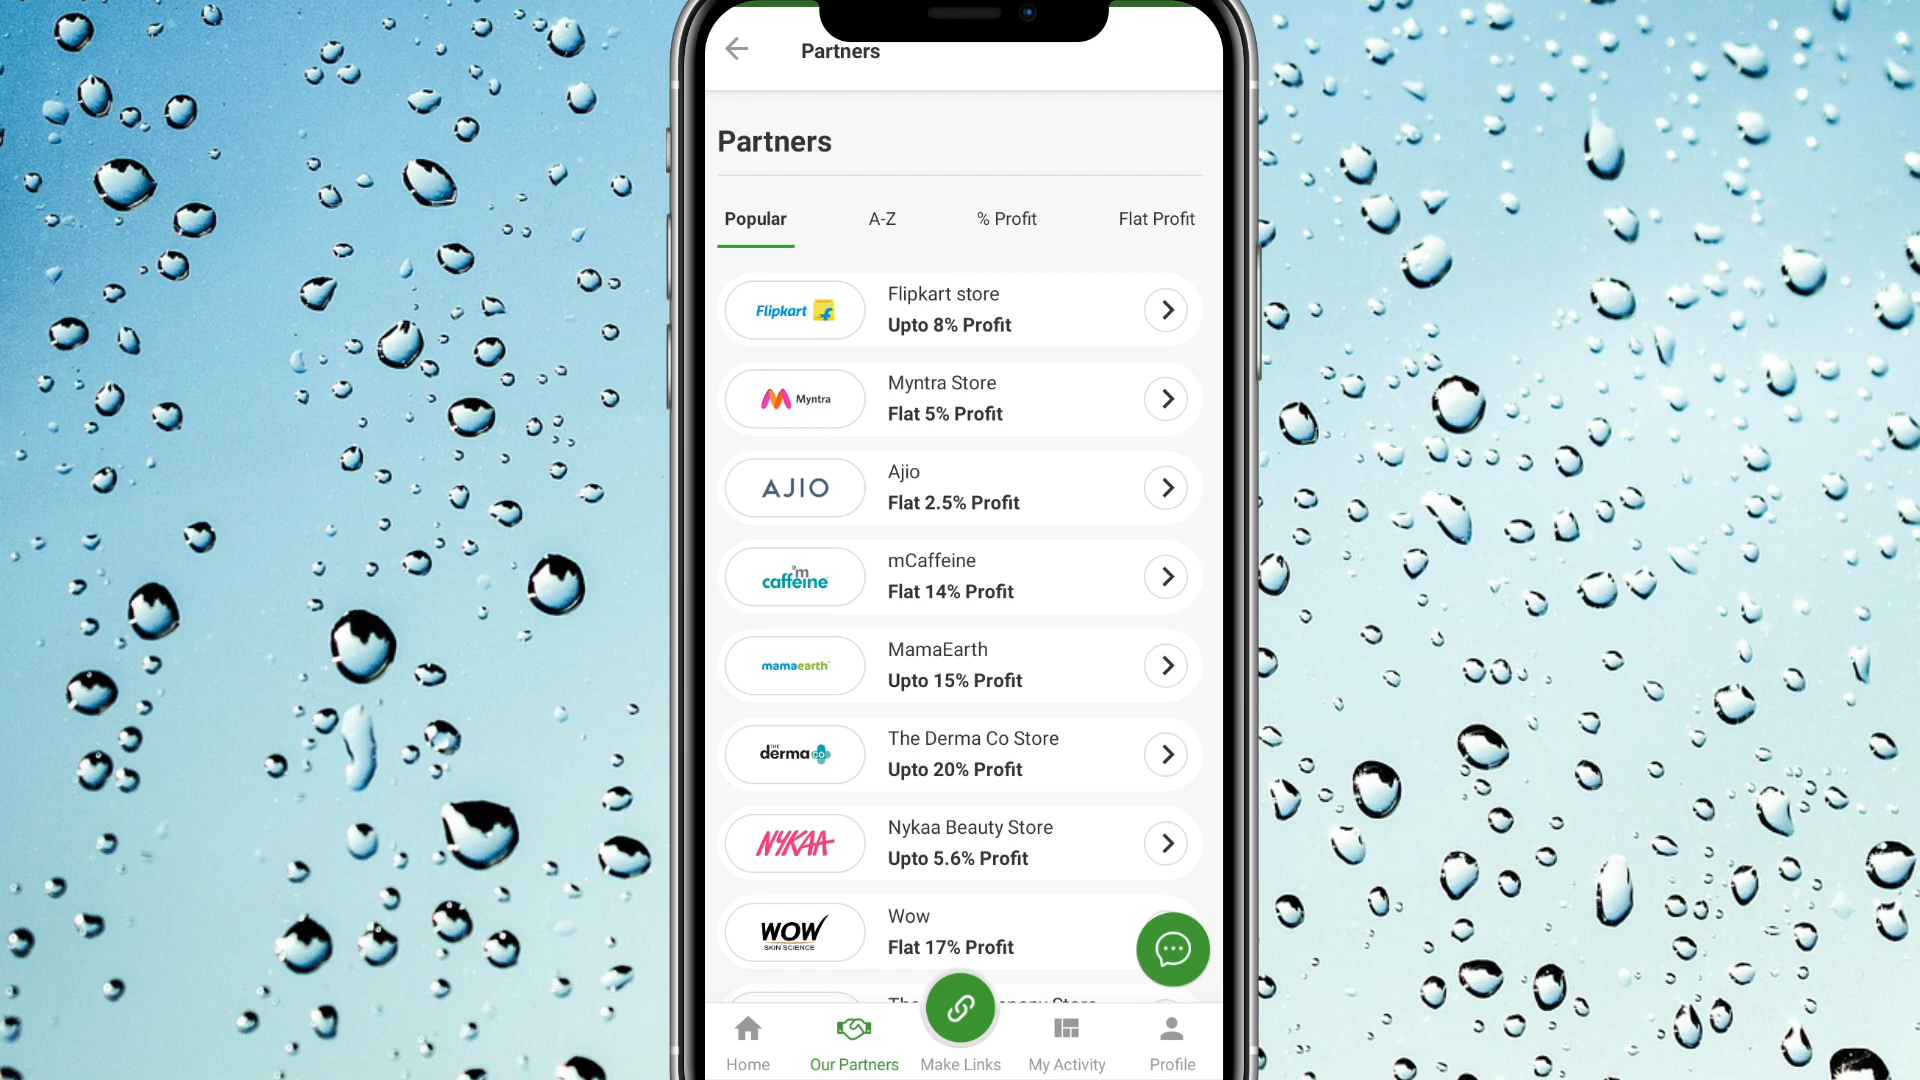 Partners
Partners
Popular A-Z % Profit Flat Profit
Flipkart Flipkart store
Upto 8% Profit
Myntra Myntra Store
Flat 5% Profit
AJIO Ajio
Flat 2.5% Profit
'm
caffeine mCaffeine
Flat 14% Profit
mamaearth MamaEarth
Upto 15% Profit
THE
derma co The Derma Co Store
Upto 20% Profit
NYKAA Nykaa Beauty Store
Upto 5.6% Profit
WOW
SKIN SCIENCE Wow
Flat 17% Profit
Store
Home Our Partners Make Links My Activity Profile